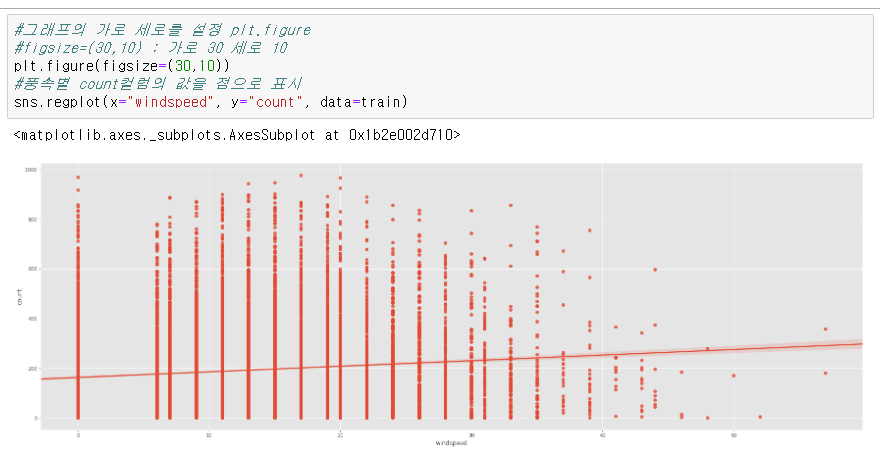 #그래프의 가로 세로를 설정 plt.figure
#figsize=(30,10) : 가로 30 세로 10
plt.figure(figsize=(30,10))
#풍속별 count컬럼의 값을 점으로 표시
sns.regplot(x="windspeed", y="count", data=train)
<matplotlib.axes._subplots.AxesSubplot at 0x1b2e002d710>
1000
800
600
count
400
200
0
0 10 20 30 40 50
windspeed